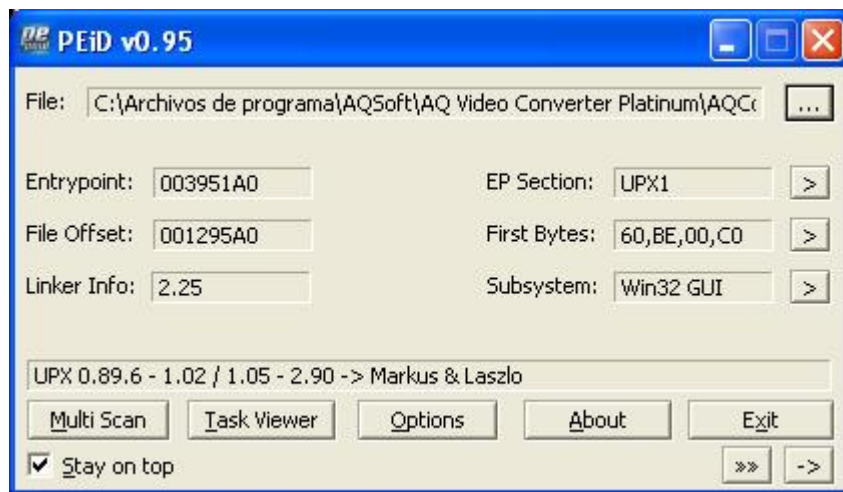 PEiD v0.95
File: C:\Archivos de programa\AQSoft\AQ Video Converter Platinum\ ...
Entrypoint: 003951A0 EP Section: UPX1 >
File Offset: 001295A0 First Bytes: 60,BE,00,C0 >
Linker Info: 2.25 Subsystem: Win32 GUI >
UPX 0.89.6 - 1.02 / 1.05 - 2.90 -> Markus & Laszlo
Multi Scan Task Viewer Options About Exit
Stay on top »» ->